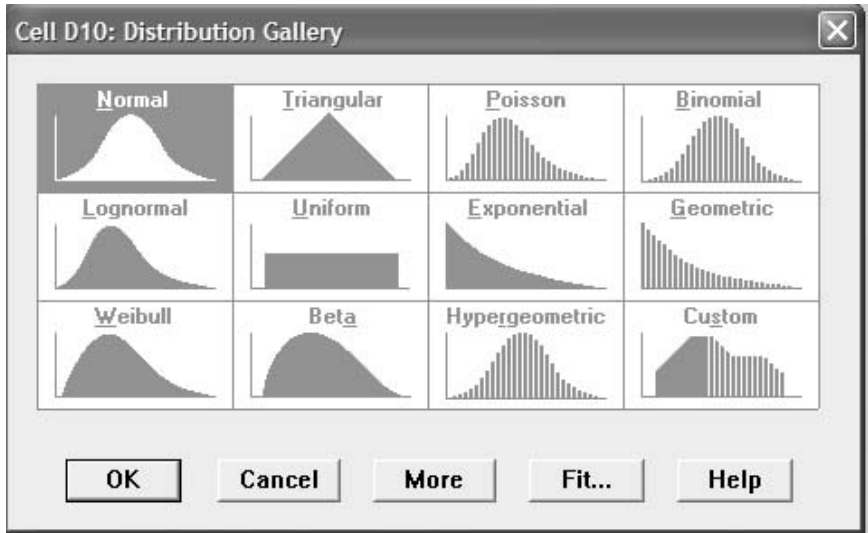 Cell D10: Distribution Gallery
Normal Triangular Poisson Binomial
Lognormal Uniform Exponential Geometric
Weibull Beta Hypergeometric Custom
OK Cancel More Fit... Help